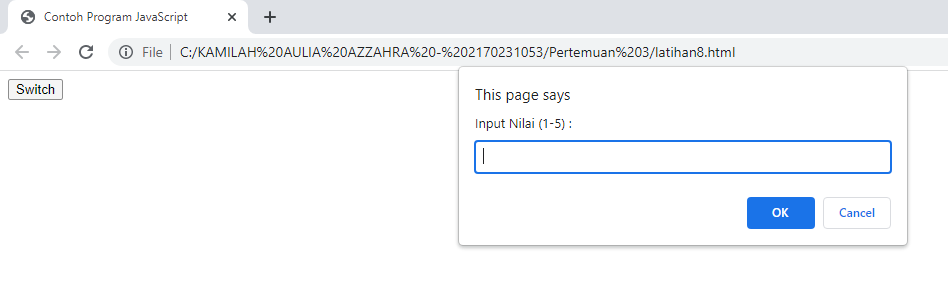 Contoh Program JavaScript
File | C:/KAMILAH%20AULIA%20AZZAHRA%20-%202170231053/Pertemuan%203/latihan8.html
Switch
This page says
Input Nilai (1-5) :
OK Cancel